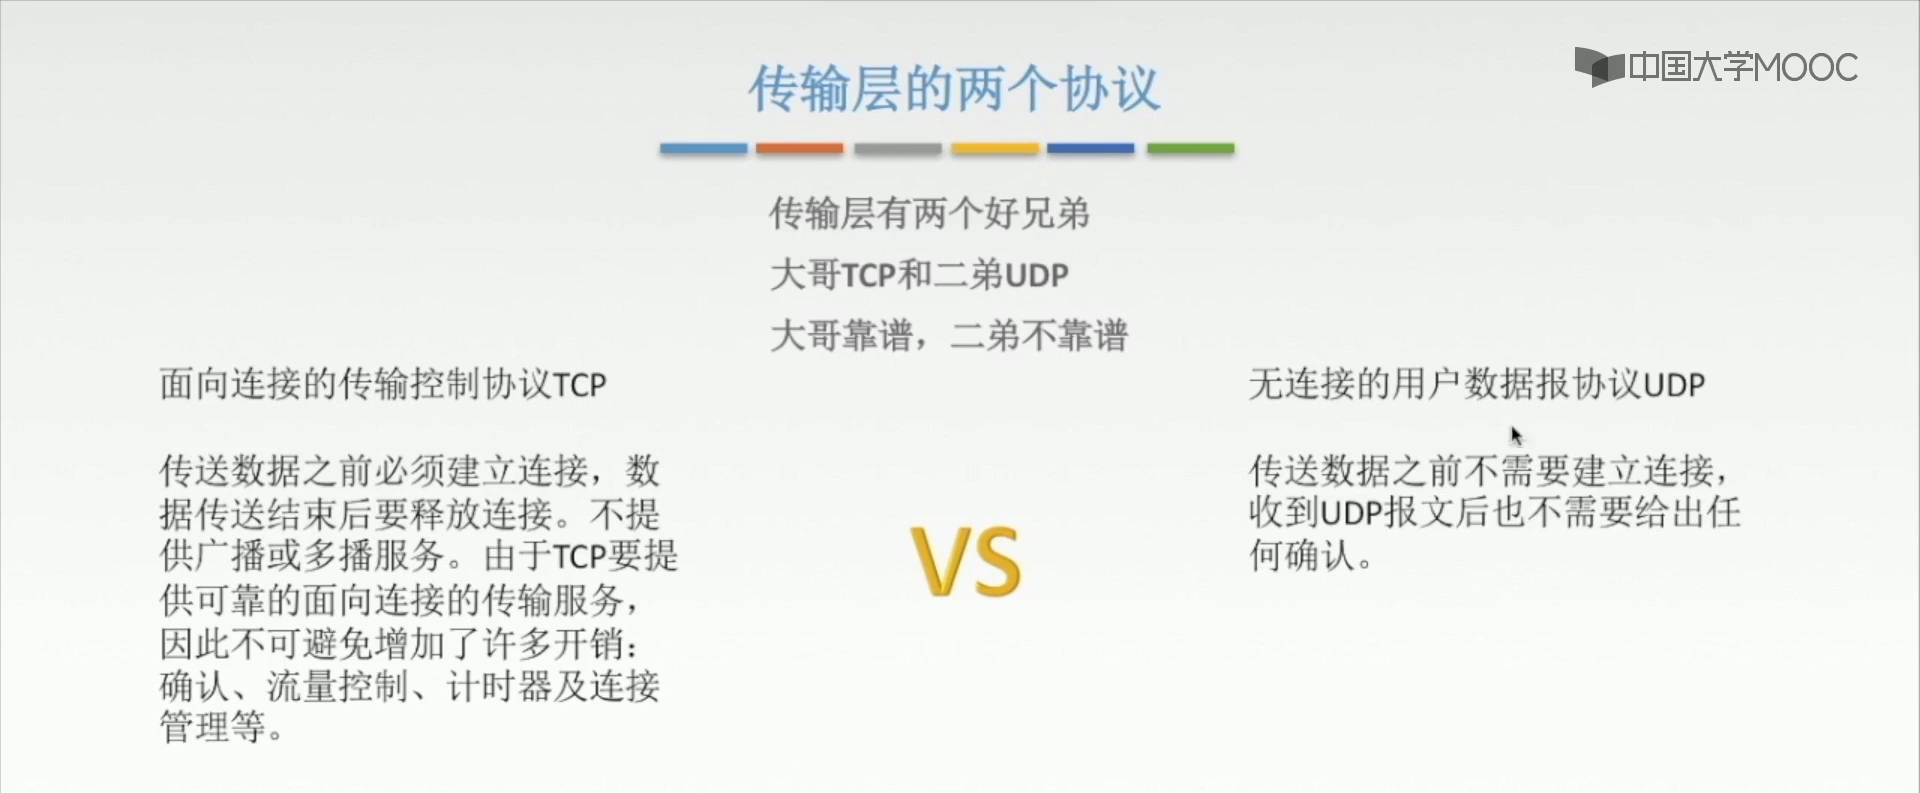 中国大学MOOC
传输层的两个协议
传输层有两个好兄弟
大哥TCP和二弟UDP
大哥靠谱，二弟不靠谱
面向连接的传输控制协议TCP
传送数据之前必须建立连接，数
据传送结束后要释放连接。不提
供广播或多播服务。由于TCP要提
供可靠的面向连接的传输服务，
因此不可避免增加了许多开销：
确认、流量控制、计时器及连接
管理等。
VS
无连接的用户数据报协议UDP
传送数据之前不需要建立连接，
收到UDP报文后也不需要给出任
何确认。